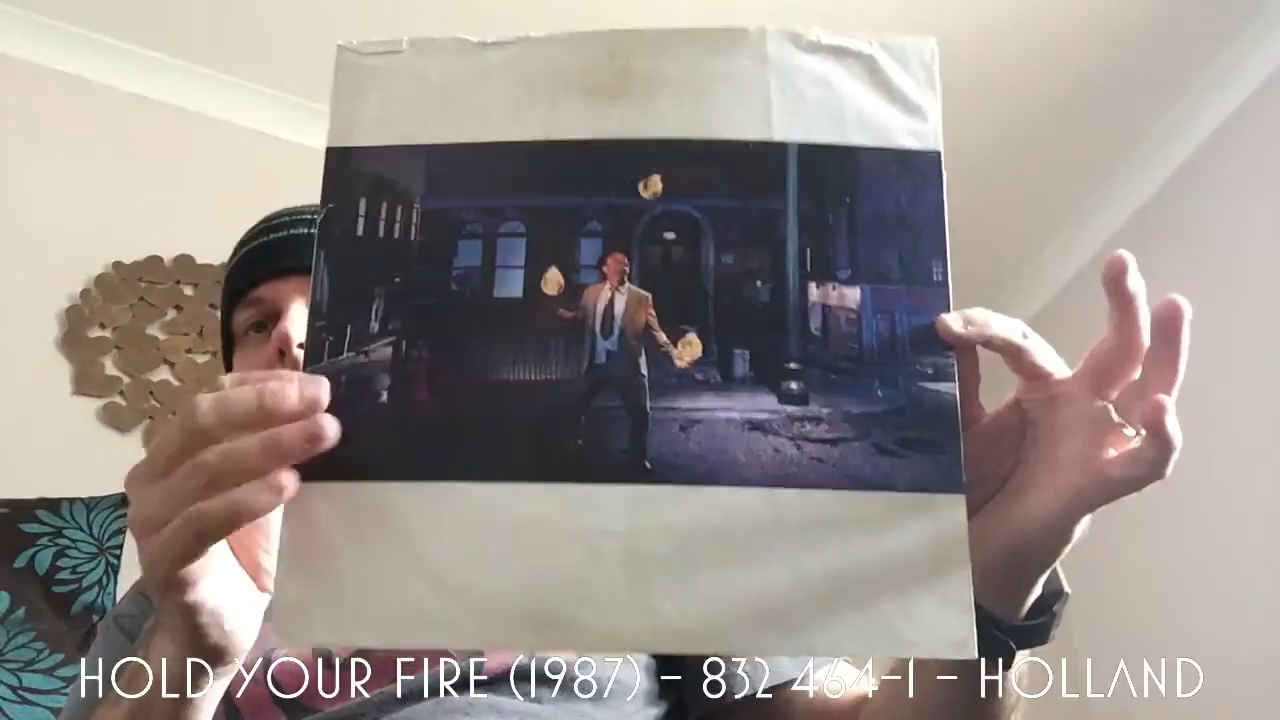 HOLD YOUR FIRE (1987) – 832 464-1 – HOLLAND